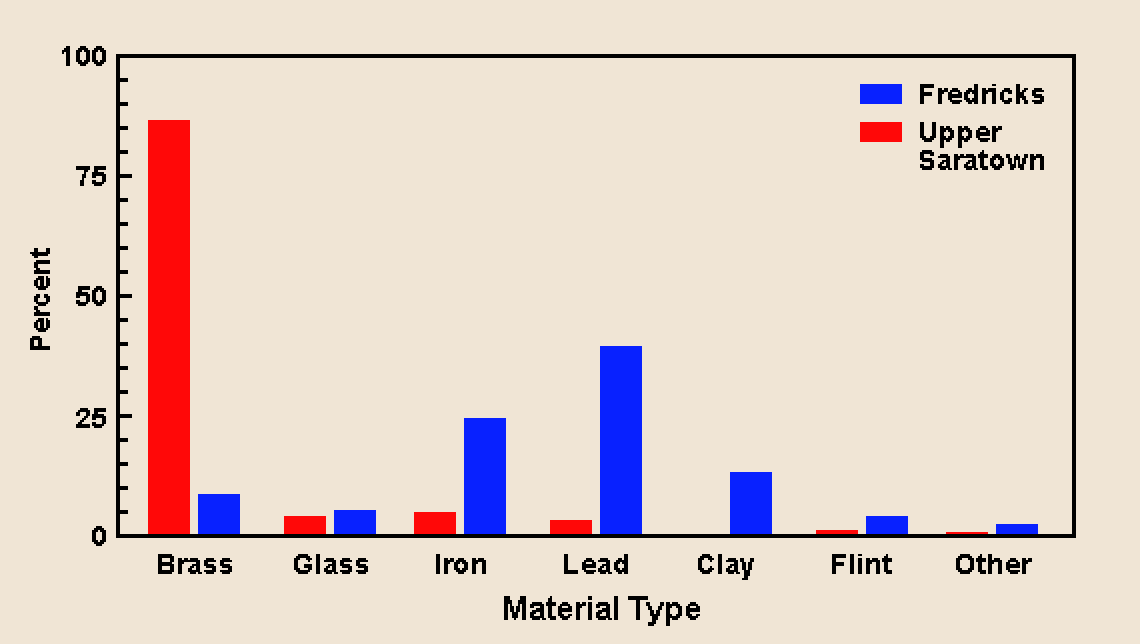 100
75
50
25
0
Percent
Fredricks
Upper
Saratown
Brass Glass Iron Lead Clay Flint Other
Material Type